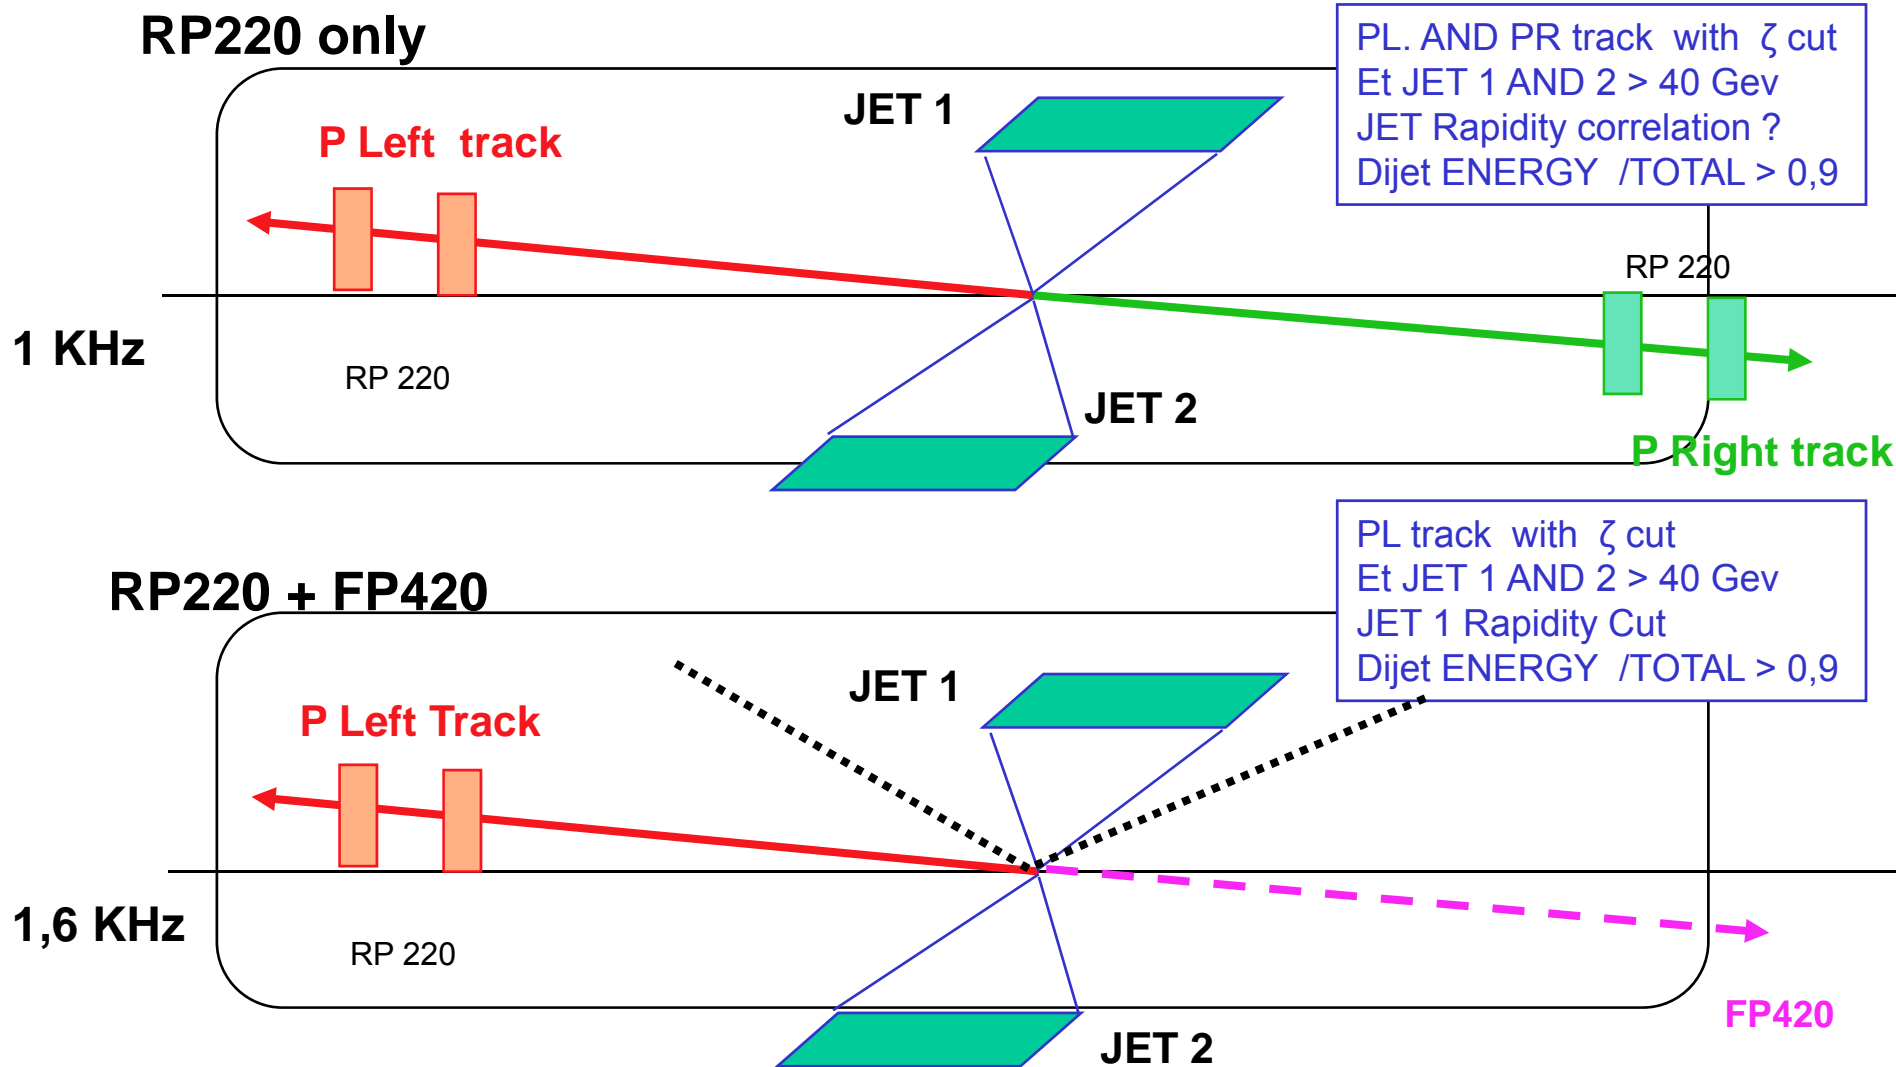 RP220 only
PL. AND PR track with ζ cut
Et JET 1 AND 2 > 40 Gev
JET Rapidity correlation ?
Dijet ENERGY /TOTAL > 0,9
JET 1
P Left track
RP 220
1 KHz
RP 220
JET 2
P Right track
RP220 + FP420
PL track with ζ cut
Et JET 1 AND 2 > 40 Gev
JET 1 Rapidity Cut
Dijet ENERGY /TOTAL > 0,9
JET 1
P Left Track
1,6 KHz
RP 220
FP420
JET 2